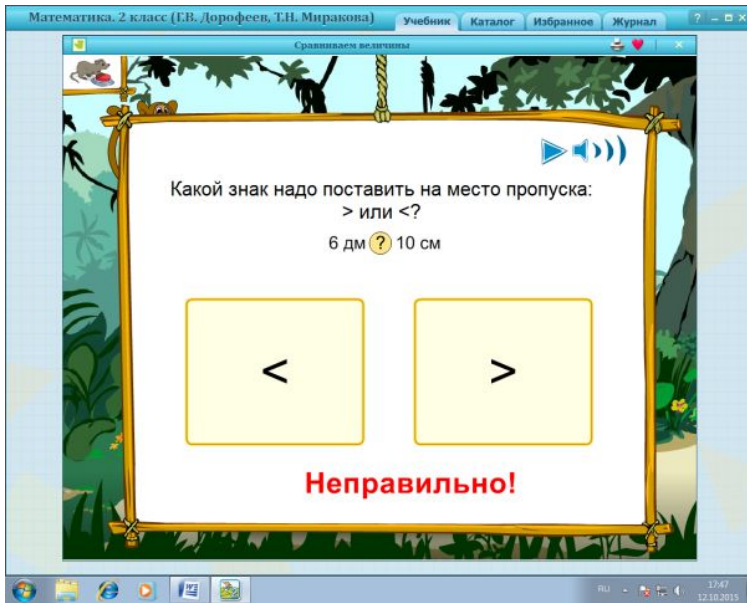 Математика. 2 класс (Г.В. Дорофеев, Т.Н. Миракова)
Учебник Каталог Избранное Журнал
Сравниваем величины
Какой знак надо поставить на место пропуска:
> или <?
6 дм ? 10 см
< >
Неправильно!
RU
17:47
12.10.2015